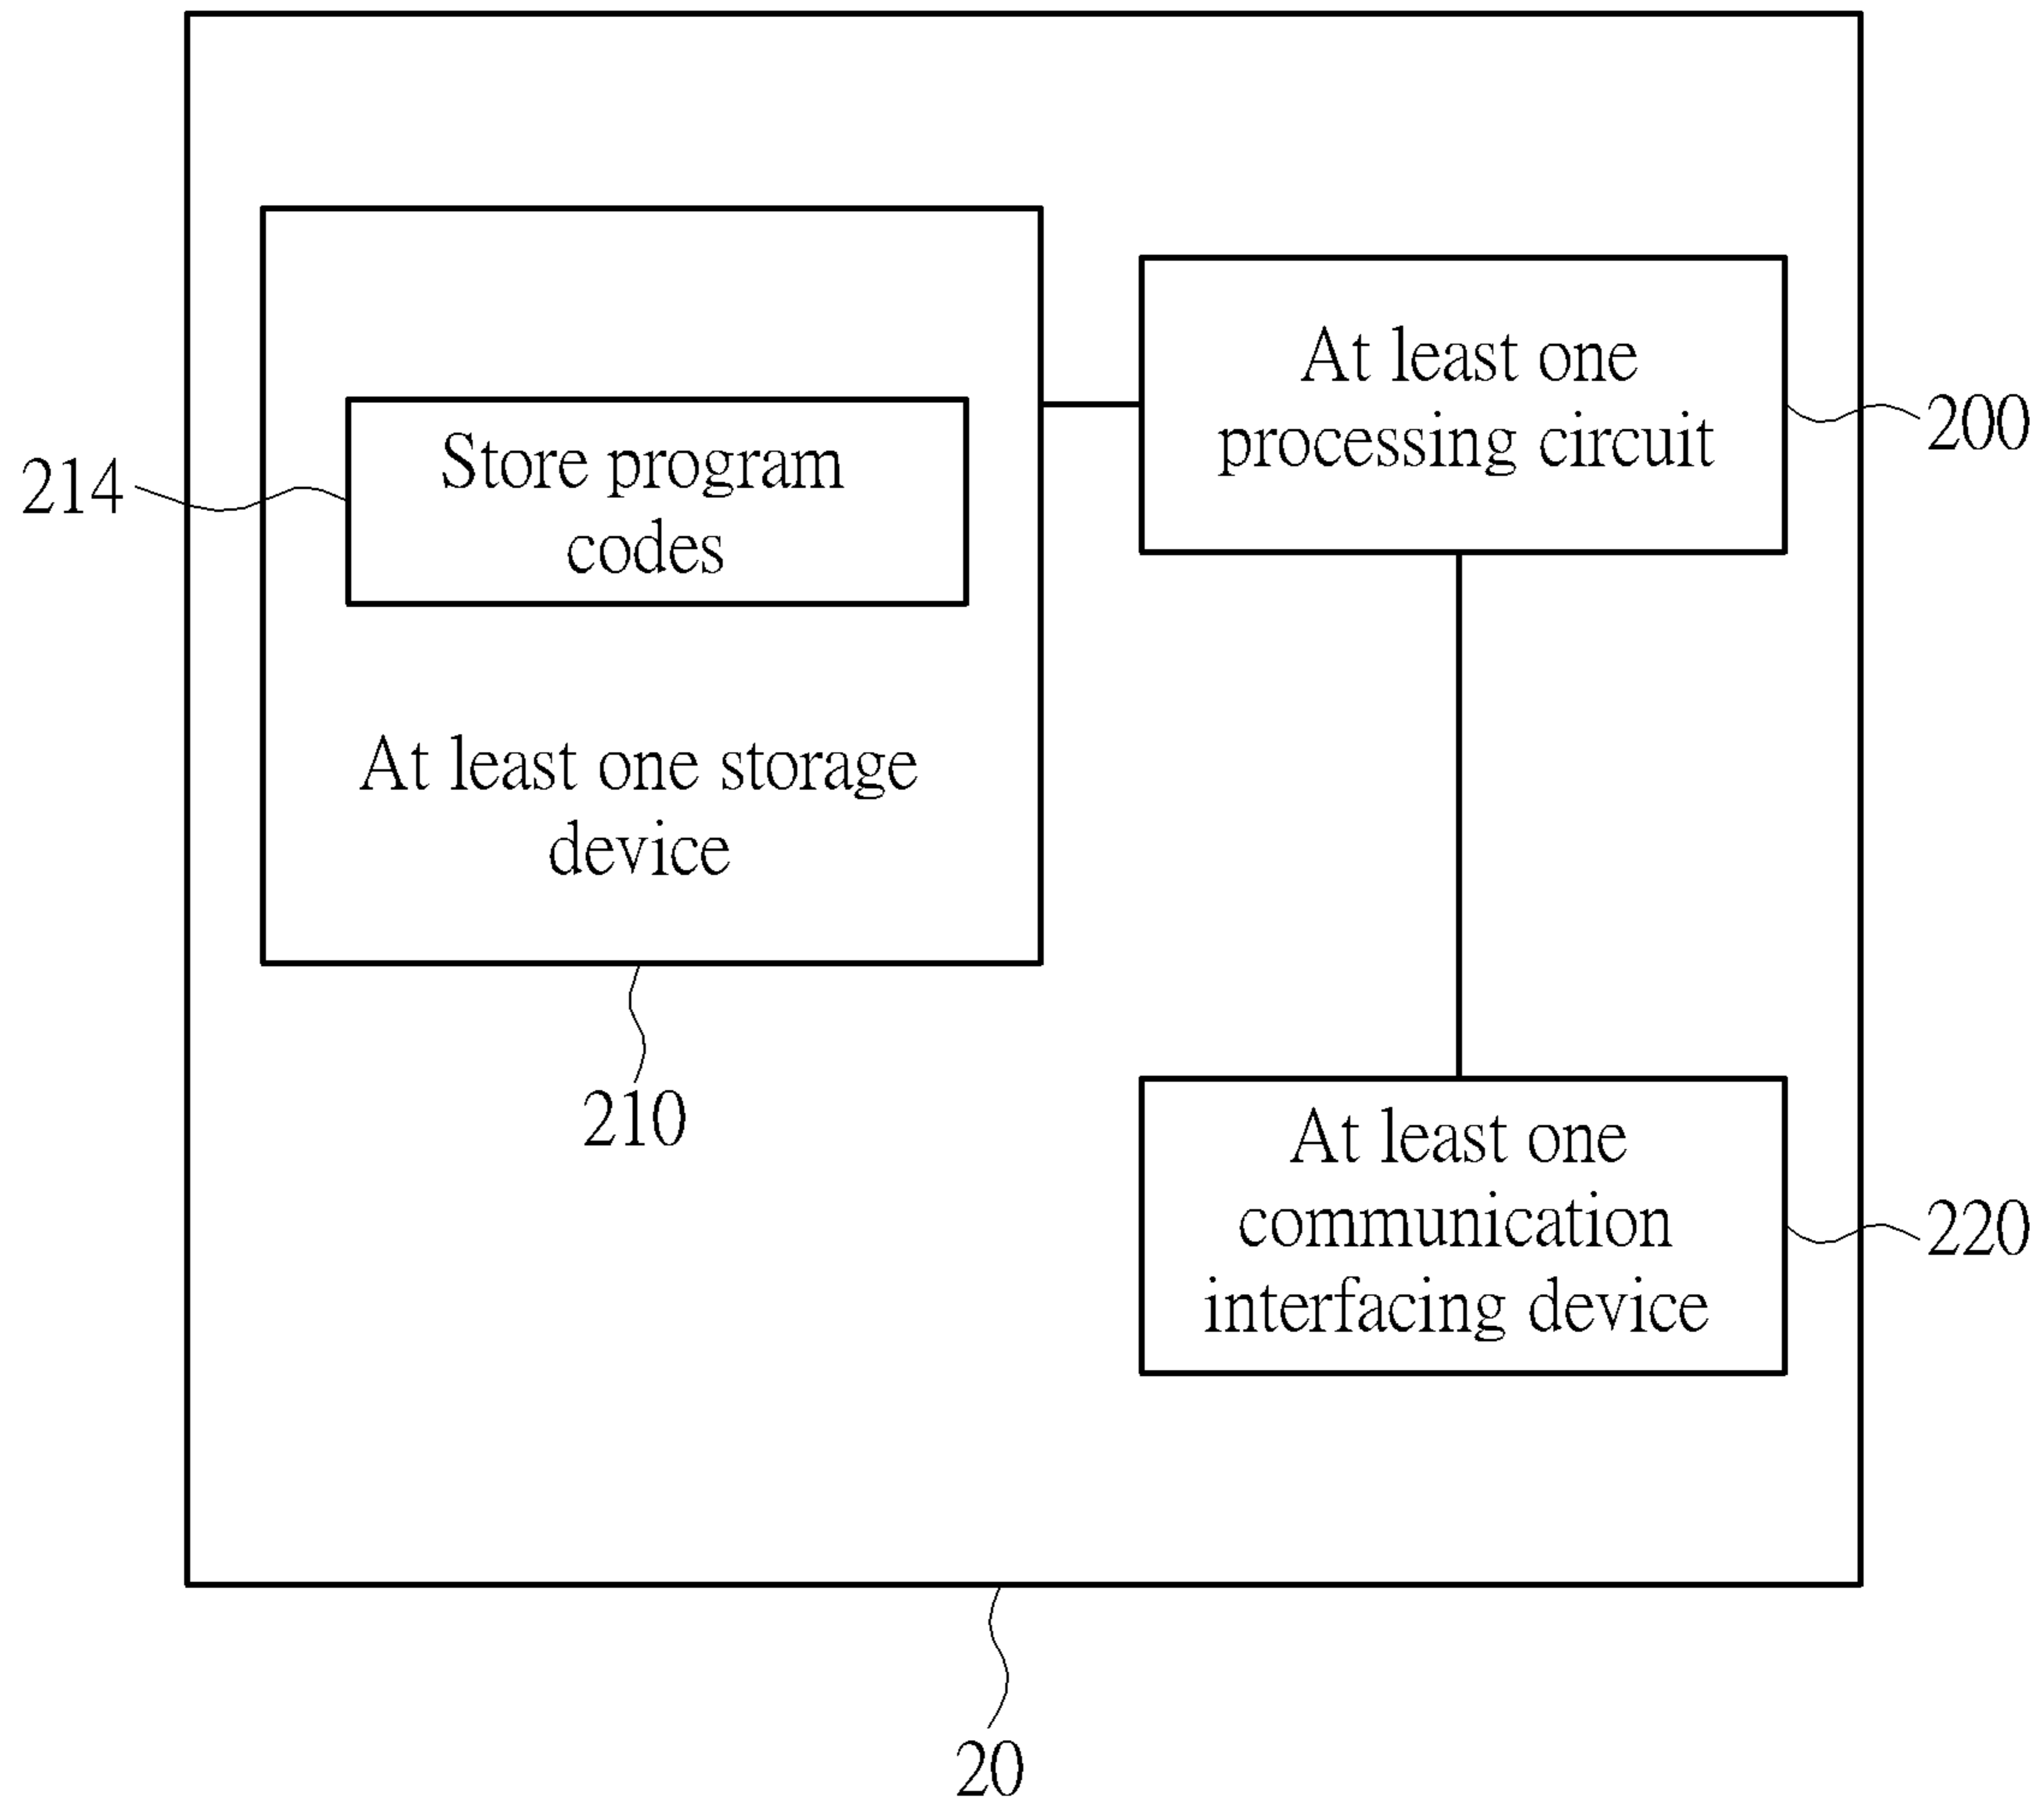 At least one
processing circuit
200
Store program
codes
214
At least one storage
device
210
At least one
communication
interfacing device
220
20